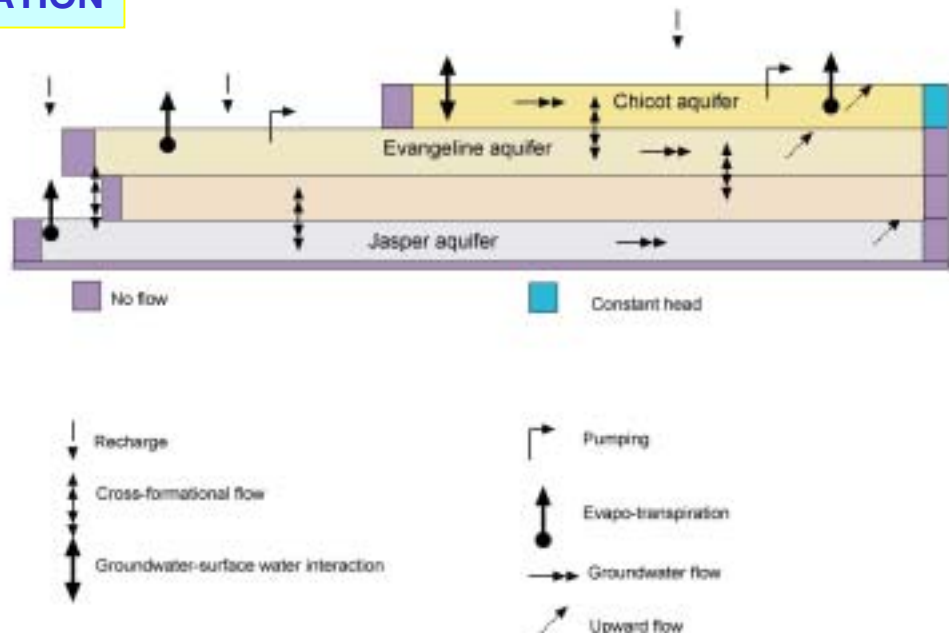 ATION
Chicot aquifer
Evangeline aquifer
Jasper aquifer
No flow
Constant head
Recharge
Pumping
Cross-formational flow
Evapo-transpiration
Groundwater-surface water interaction
Groundwater flow
Upward flow